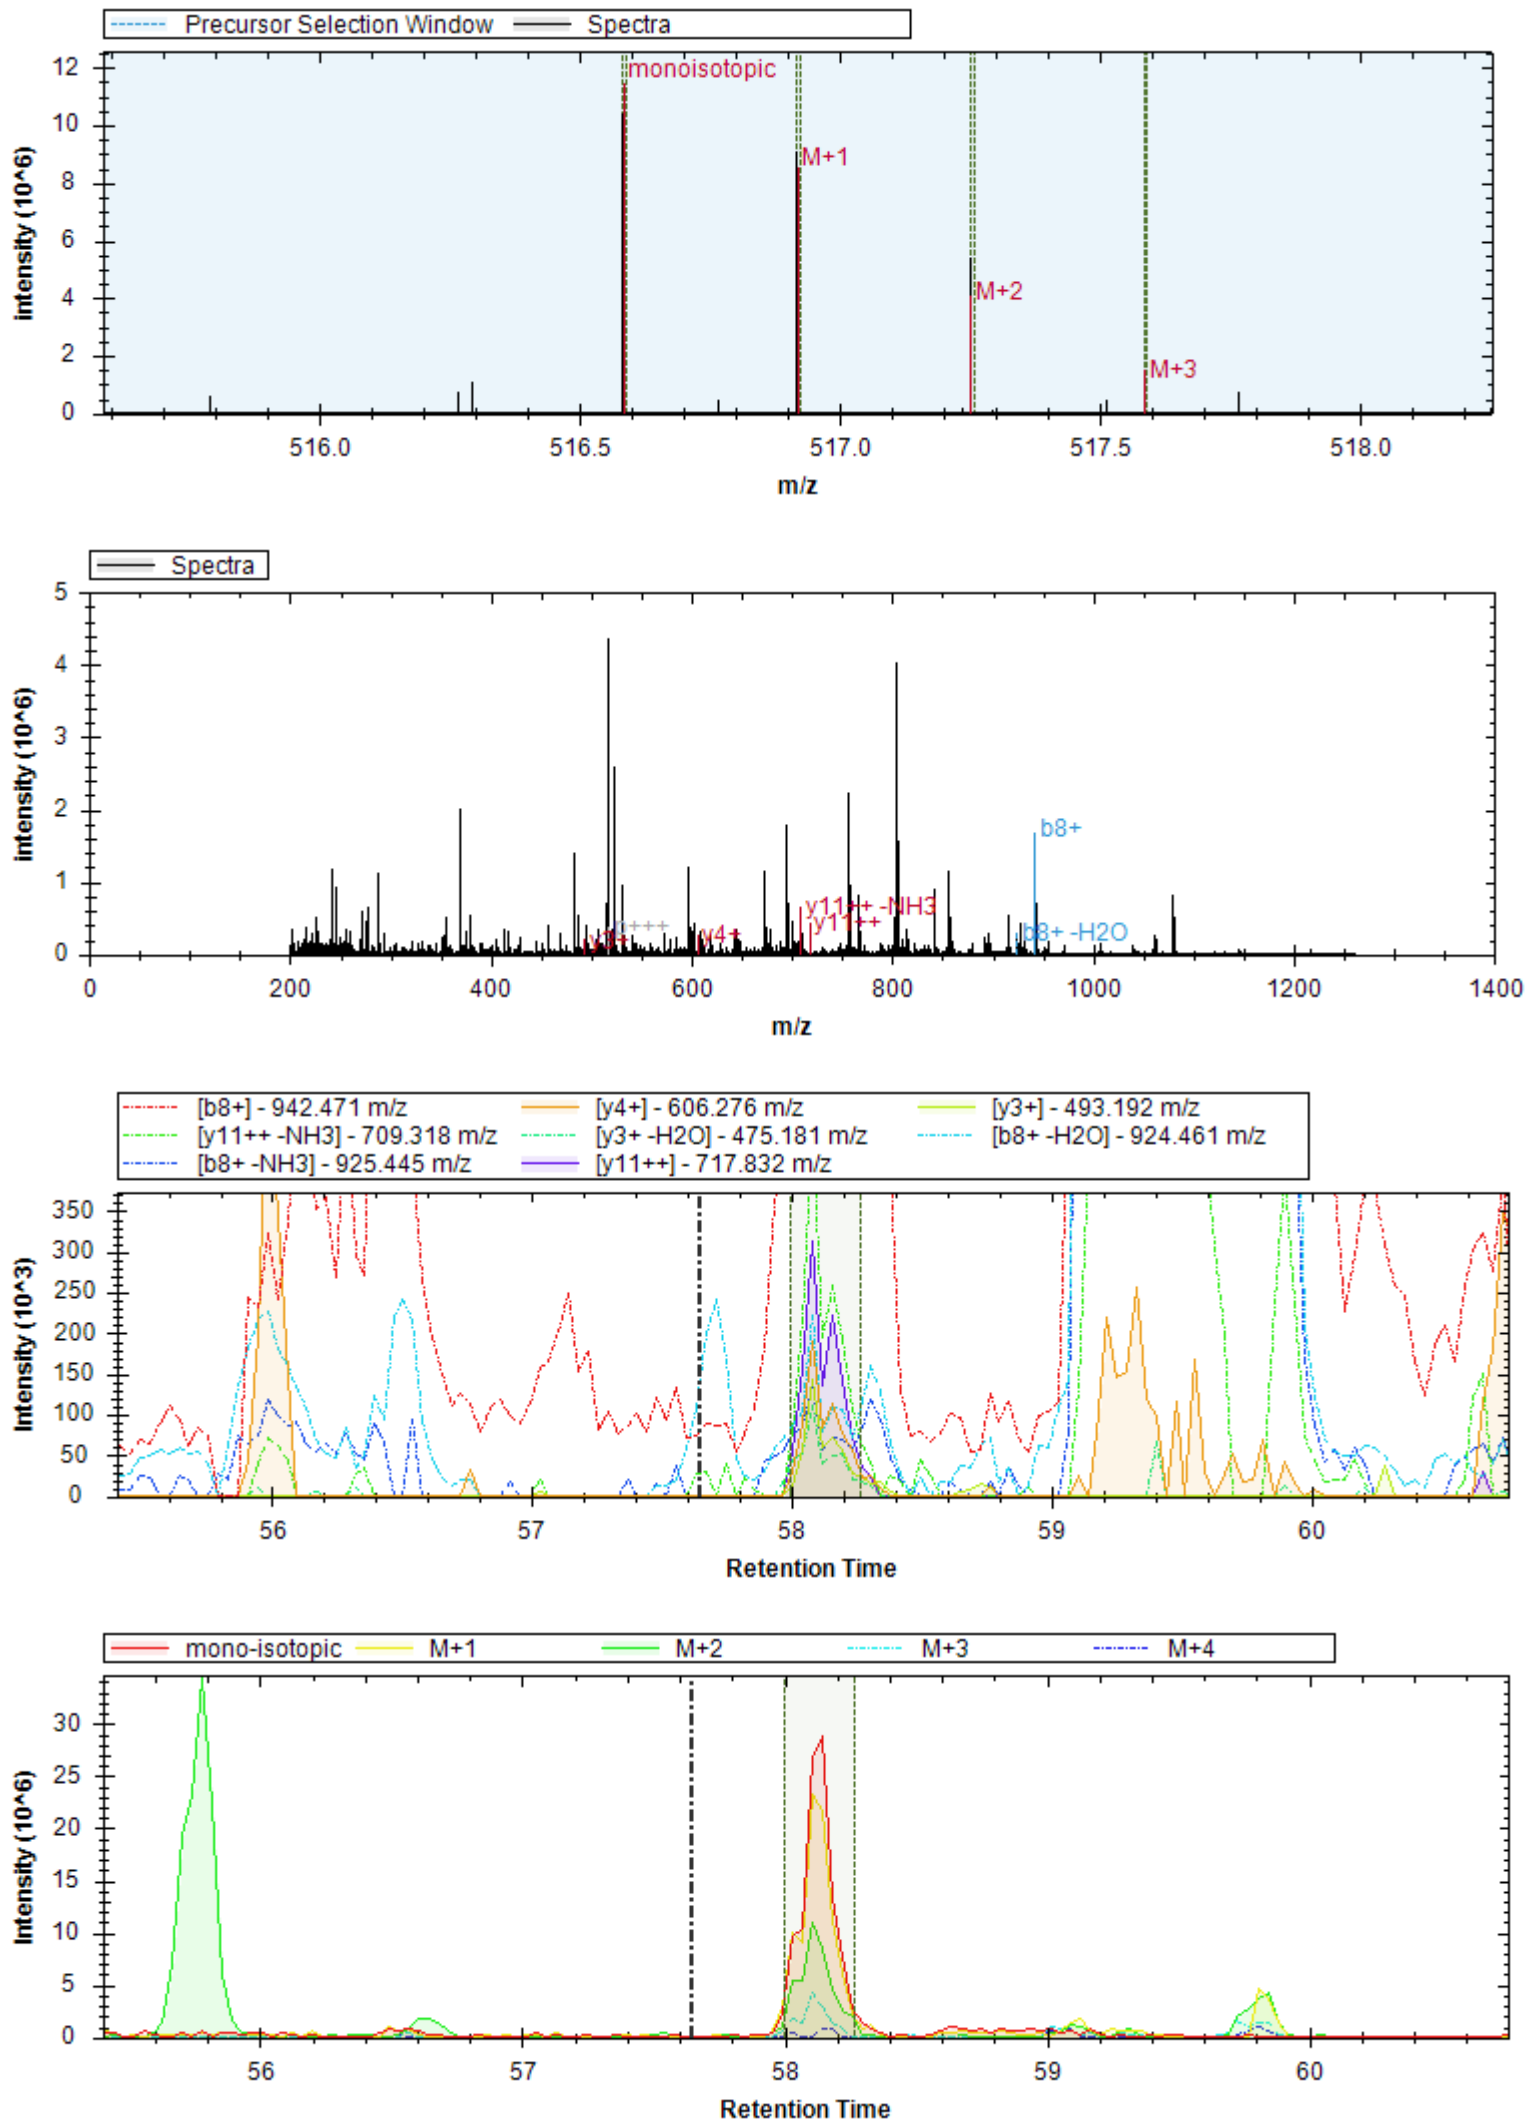 Precursor Selection Window Spectra
12
10
8
6
4
2
0
intensity (10^6)
monoisotopic
M+1
M+2
M+3
516.0 516.5 517.0 517.5 518.0
m/z
Spectra
5
4
3
2
1
0
intensity (10^6)
b8+
y11++ -NH3
y11++
p+++
y4+
y3+
b8+ -H2O
0 200 400 600 800 1000 1200 1400
m/z
[b8+] - 942.471 m/z [y4+] - 606.276 m/z [y3+] - 493.192 m/z
[y11++ -NH3] - 709.318 m/z [y3+ -H2O] - 475.181 m/z [b8+ -H2O] - 924.461 m/z
[b8+ -NH3] - 925.445 m/z [y11++] - 717.832 m/z
350
300
250
200
150
100
50
0
Intensity (10^3)
56 57 58 59 60
Retention Time
mono-isotopic M+1 M+2 M+3 M+4
30
25
20
15
10
5
0
Intensity (10^6)
56 57 58 59 60
Retention Time